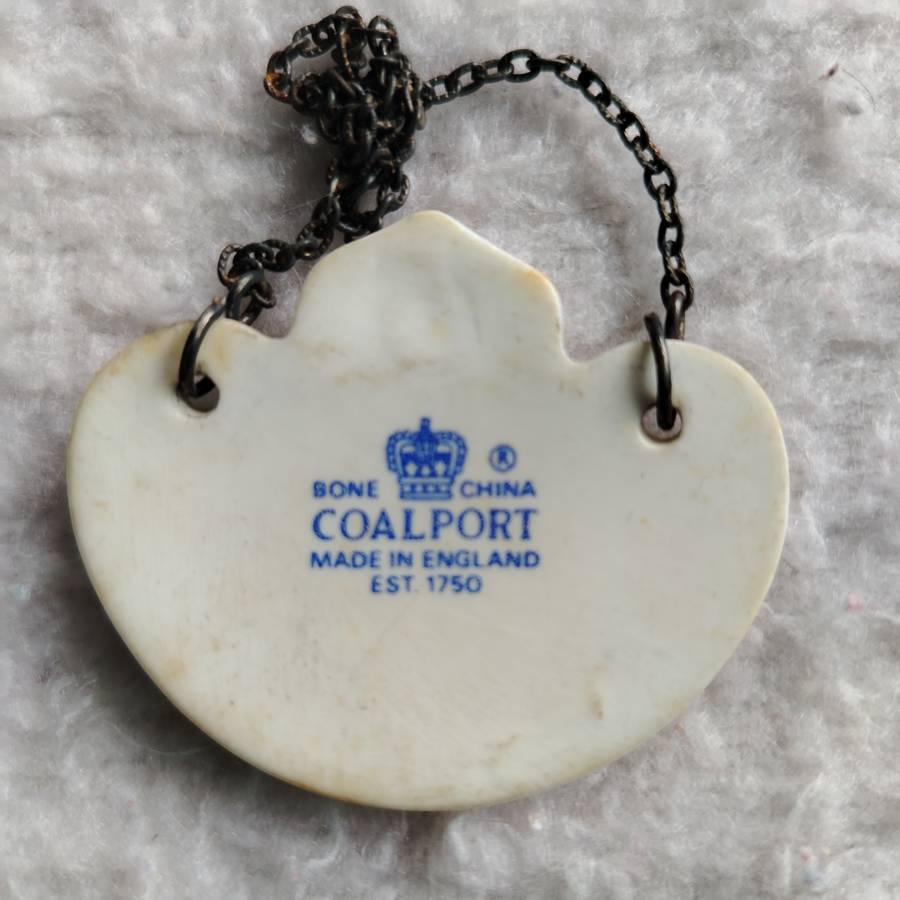 ®
BONE CHINA
COALPORT
MADE IN ENGLAND
EST. 1750